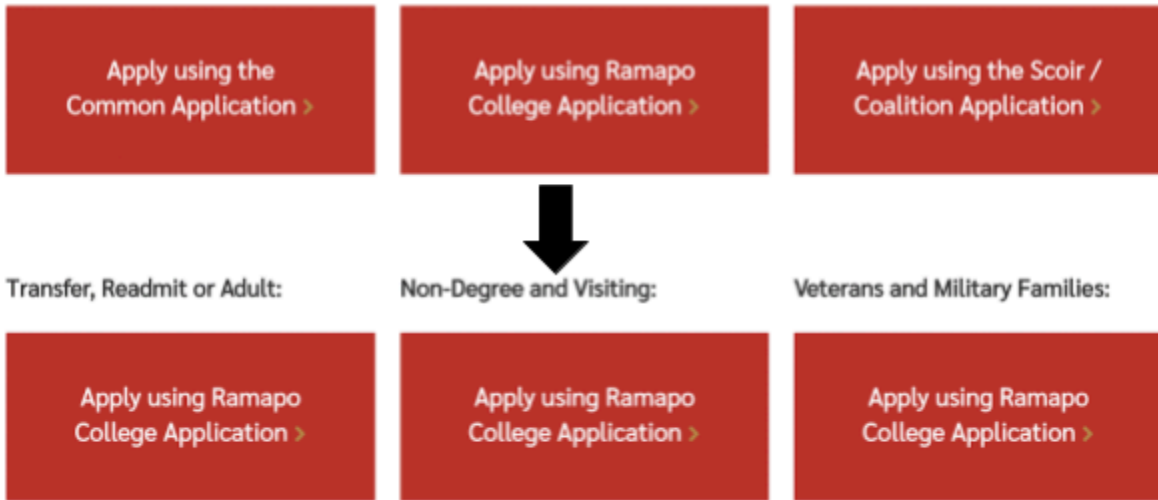 Apply using the
Common Application >
Apply using Ramapo
College Application >
Apply using the Scoir /
Coalition Application >
Transfer, Readmit or Adult:
Non-Degree and Visiting:
Veterans and Military Families:
Apply using Ramapo
College Application >
Apply using Ramapo
College Application >
Apply using Ramapo
College Application >